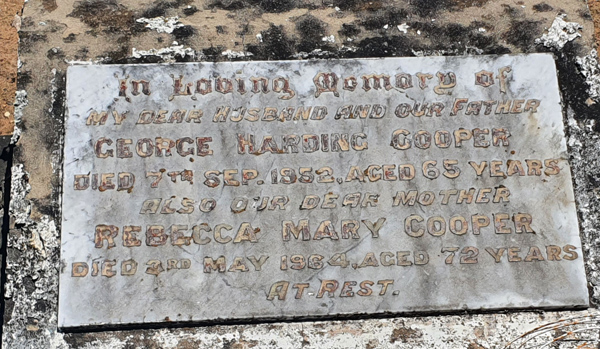 In Loving Memory of
MY DEAR HUSBAND AND OUR FATHER
GEORGE HARDING COOPER
DIED 7TH SEP. 1952, AGED 65 YEARS
ALSO OUR DEAR MOTHER
REBECCA MARY COOPER
DIED 3RD MAY 1964, AGED 72 YEARS
AT REST.